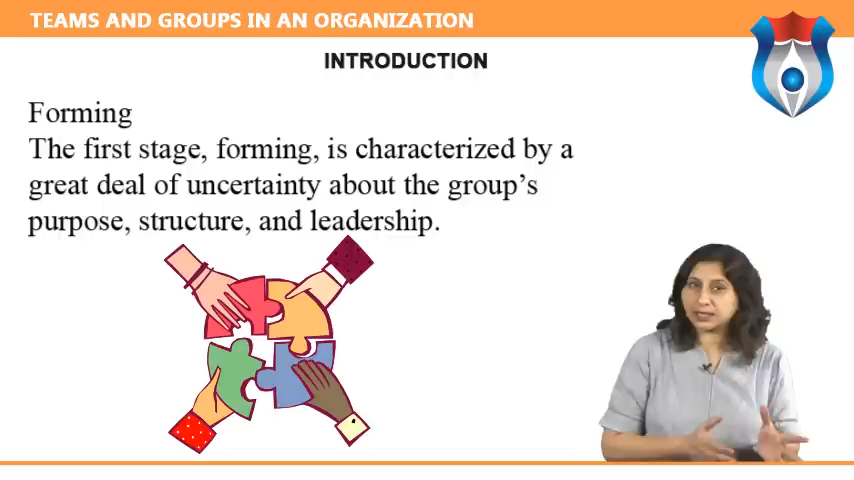 TEAMS AND GROUPS IN AN ORGANIZATION
INTRODUCTION
Forming
The first stage, forming, is characterized by a
great deal of uncertainty about the group's
purpose, structure, and leadership.